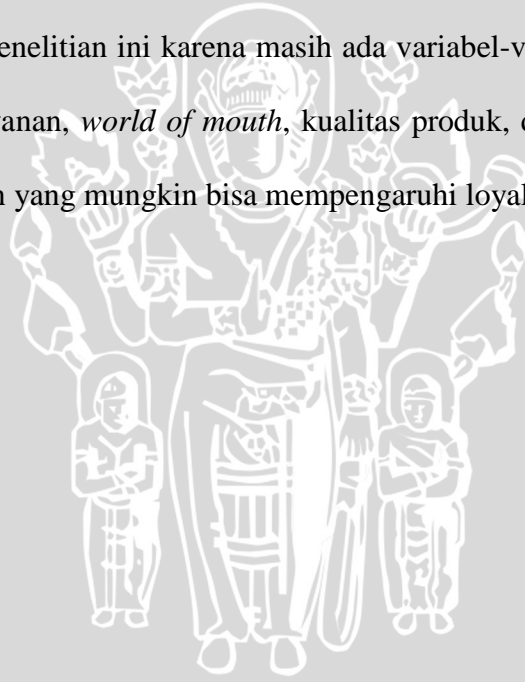 enelitian ini karena masih ada variabel-v
anan, world of mouth, kualitas produk,
yang mungkin bisa mempengaruhi loyal